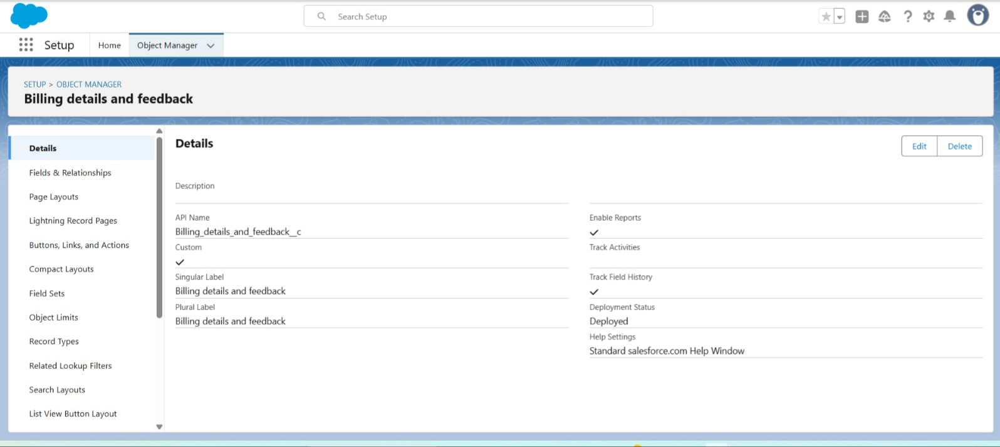 Search Setup
Setup
Home
Object Manager
SETUP > OBJECT MANAGER
Billing details and feedback
Details
Fields & Relationships
Page Layouts
Lightning Record Pages
Buttons, Links, and Actions
Compact Layouts
Field Sets
Object Limits
Record Types
Related Lookup Filters
Search Layouts
List View Button Layout
Details
Edit
Delete
Description
API Name
Billing_details_and_feedback__c
Custom
Singular Label
Billing details and feedback
Plural Label
Billing details and feedback
Enable Reports
Track Activities
Track Field History
Deployment Status
Deployed
Help Settings
Standard salesforce.com Help Window